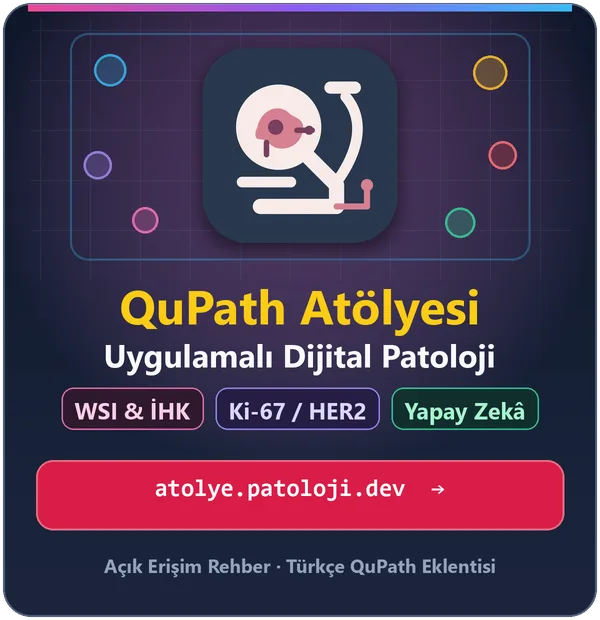 QuPath Atölyesi
Uygulamalı Dijital Patoloji
WSI & İHK Ki-67 / HER2 Yapay Zekâ
atolye.patoloji.dev →
Açık Erişim Rehber · Türkçe QuPath Eklentisi